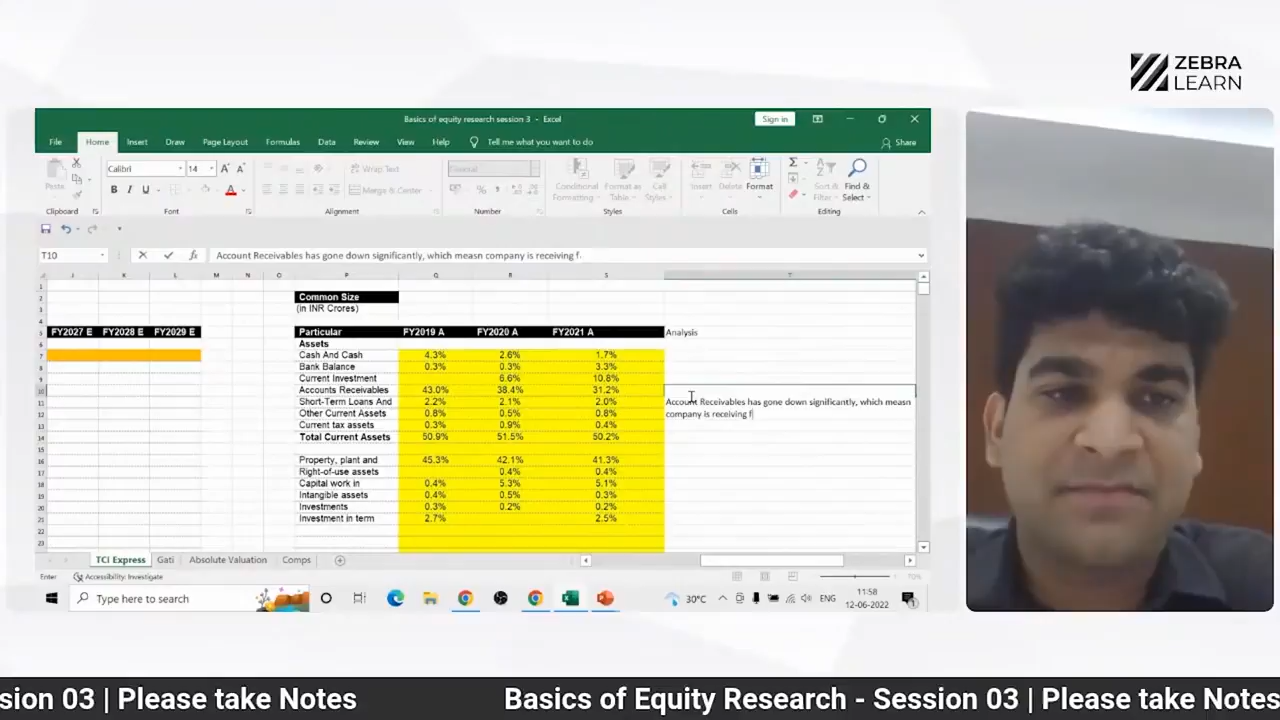 ZEBRA
LEARN
Basics of equity research session 3 - Excel
Sign in
File Home Insert Draw Page Layout Formulas Data Review View Help Tell me what you want to do
Share
Paste
Calibri 14
Wrap Text
General
B I U
Merge & Center
Conditional Formatting
Format as Table
Cell Styles
Insert Delete Format
Sort & Filter
Find & Select
Clipboard Font Alignment Number Styles Cells Editing
T10 fx Account Receivables has gone down significantly, which measn company is receiving f
Common Size
(in INR Crores)
FY2027 E FY2028 E FY2029 E Particular FY2019 A FY2020 A FY2021 A Analysis
Assets
Cash And Cash 4.3% 2.6% 1.7%
Bank Balance 0.3% 0.3% 3.3%
Current Investment 6.6% 10.8%
Accounts Receivables 43.0% 38.4% 31.2%
Short-Term Loans And 2.2% 2.1% 2.0%
Account Receivables has gone down significantly, which measn
company is receiving f
Other Current Assets 0.8% 0.5% 0.8%
Current tax assets 0.3% 0.9% 0.4%
Total Current Assets 50.9% 51.5% 50.2%
Property, plant and 45.3% 42.1% 41.3%
Right-of-use assets 0.4% 0.4%
Capital work in 0.4% 5.3% 5.1%
Intangible assets 0.4% 0.5% 0.3%
Investments 0.3% 0.2% 0.2%
Investment in term 2.7% 2.5%
TCI Express Gati Absolute Valuation Comps
Enter Accessibility: Investigate 70%
Type here to search
30°C ENG 11:58
12-06-2022
sion 03 | Please take Notes Basics of Equity Research - Session 03 | Please take Notes